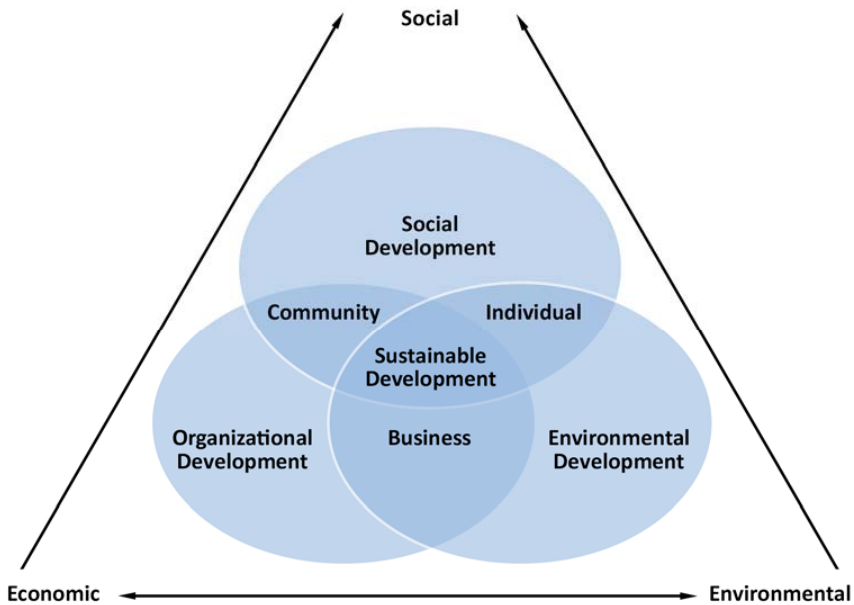 Social
Social
Development
Community
Individual
Sustainable
Development
Organizational
Development
Business
Environmental
Development
Economic
Environmental